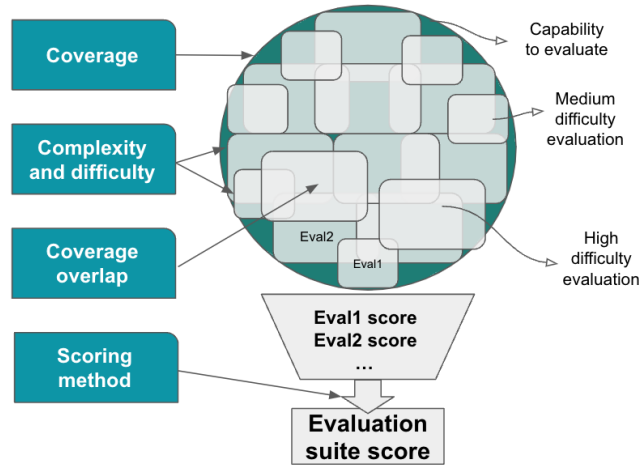 Coverage
Complexity
and difficulty
Coverage
overlap
Scoring
method
Capability
to evaluate
Medium
difficulty
evaluation
High
difficulty
evaluation
Eval2
Eval1
Eval1 score
Eval2 score
...
Evaluation
suite score